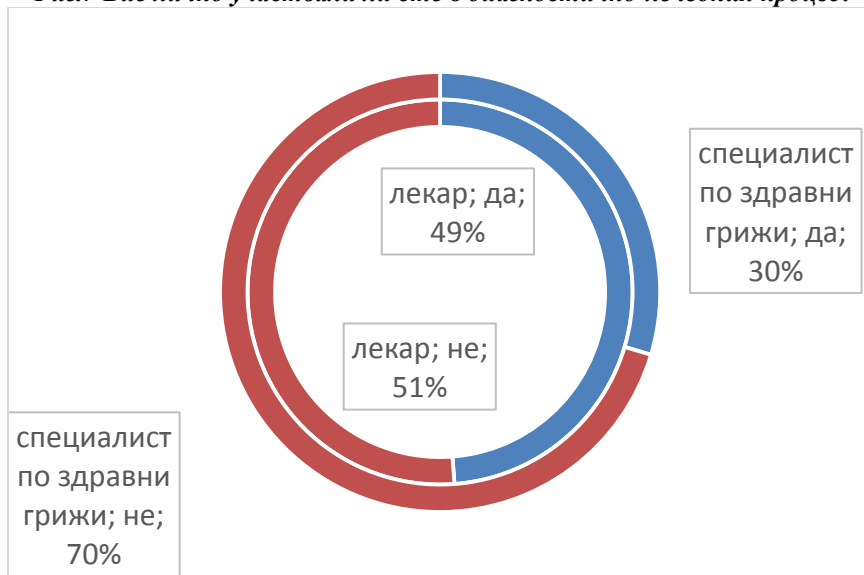 лекар; да;
49%
специалист
по здравни
грижи; да;
30%
лекар; не;
51%
специалист
по здравни
грижи; не;
70%